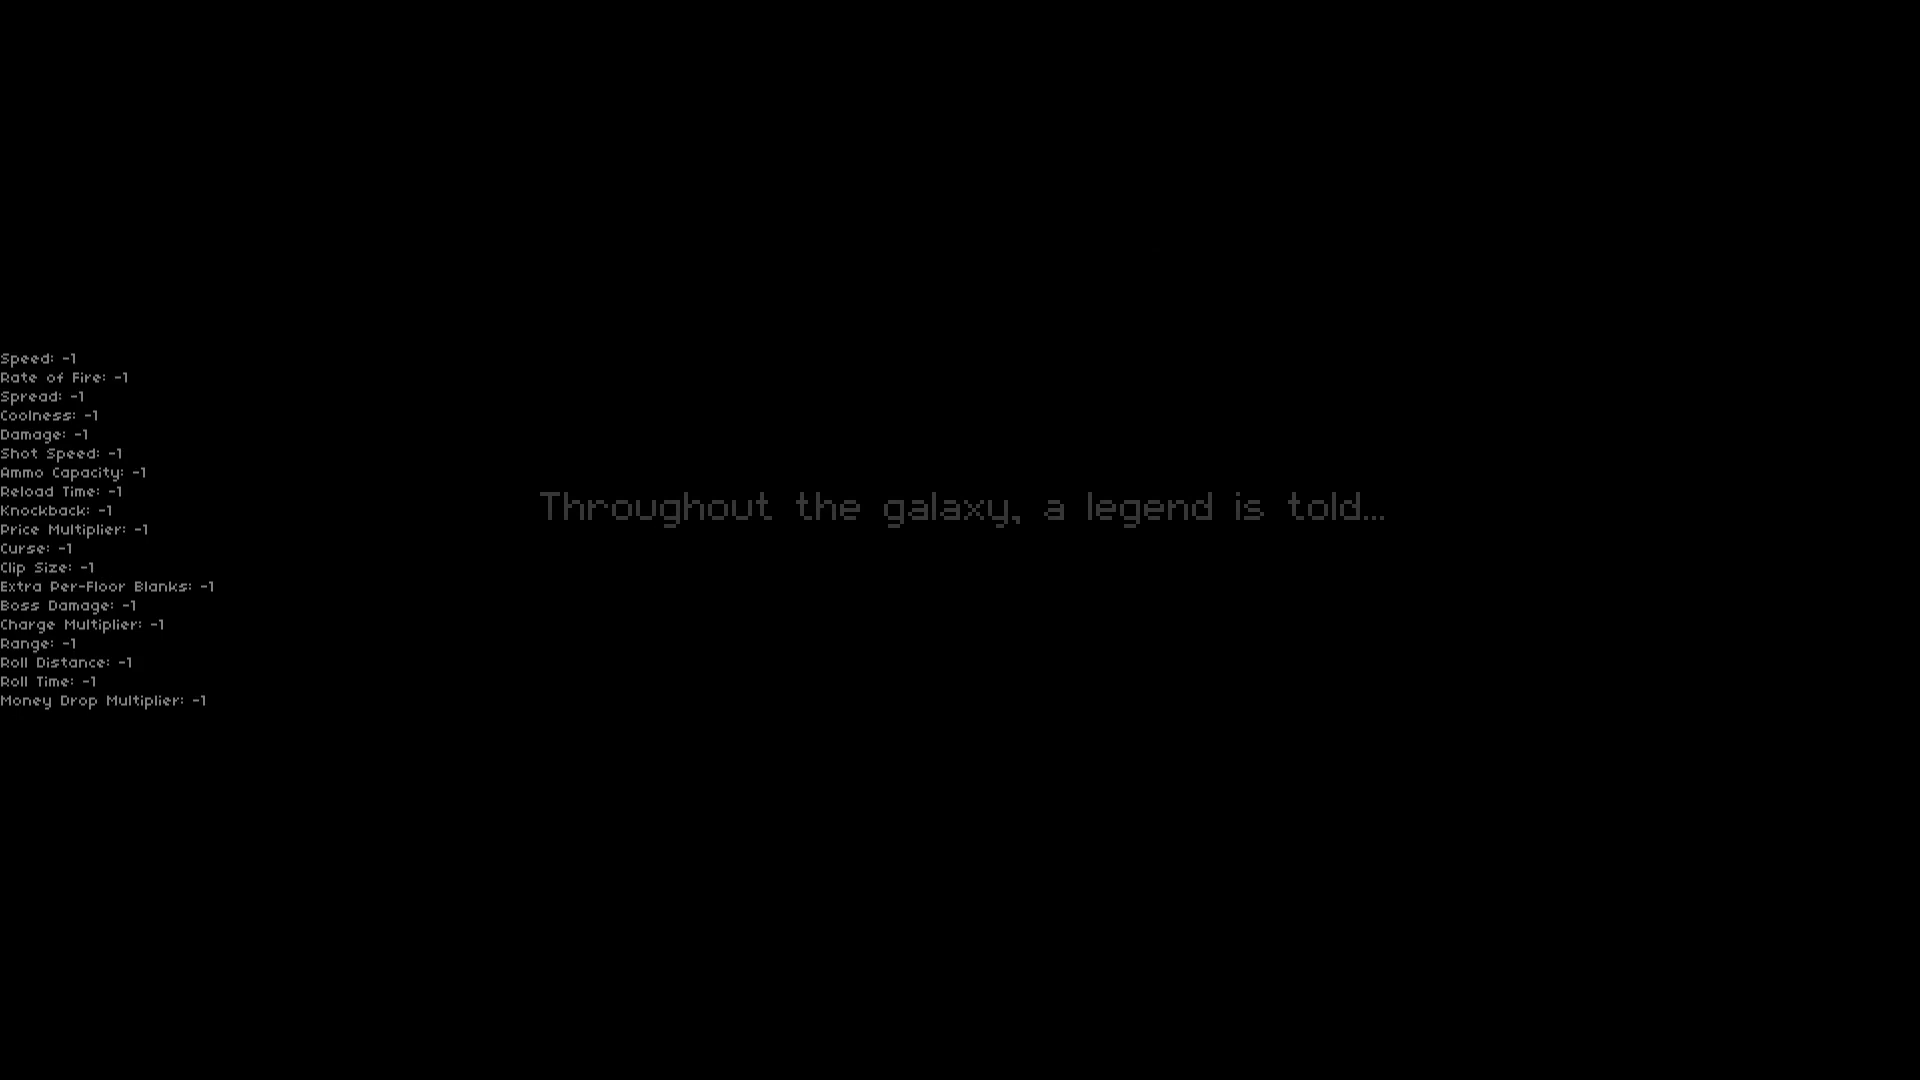 Speed: -1
Rate of Fire: -1
Spread: -1
Coolness: -1
Damage: -1
Shot Speed: -1
Ammo Capacity: -1
Reload Time: -1
Knockback: -1
Price Multiplier: -1
Curse: -1
Clip Size: -1
Extra Per-Floor Blanks: -1
Boss Damage: -1
Charge Multiplier: -1
Range: -1
Roll Distance: -1
Roll Time: -1
Money Drop Multiplier: -1
Throughout the galaxy, a legend is told...